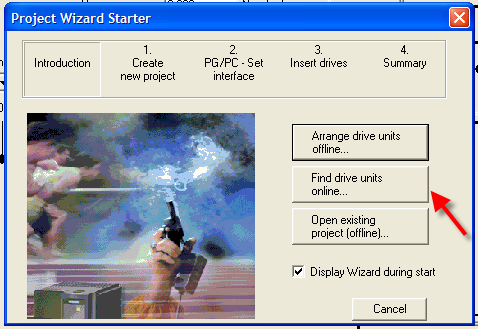 Project Wizard Starter
Introduction
1.
Create
new project
2.
PG/PC - Set
interface
3.
Insert drives
4.
Summary
Arrange drive units
offline...
Find drive units
online...
Open existing
project (offline)...
Display Wizard during start
Cancel